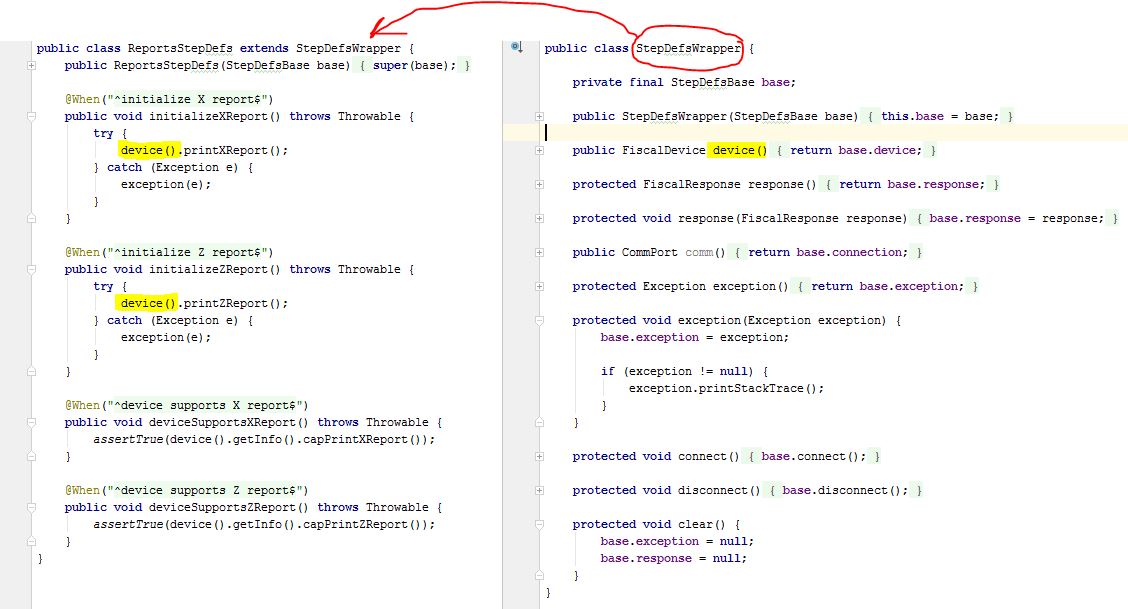 public class ReportsStepDefs extends StepDefsWrapper {
public ReportsStepDefs(StepDefsBase base) { super(base); }
@When("^initialize X report$")
public void initializeXReport() throws Throwable {
try {
device().printXReport();
} catch (Exception e) {
exception(e);
}
}
@When("^initialize Z report$")
public void initializeZReport() throws Throwable {
try {
device().printZReport();
} catch (Exception e) {
exception(e);
}
}
@When("^device supports X report$")
public void deviceSupportsXReport() throws Throwable {
assertTrue(device().getInfo().capPrintXReport());
}
@When("^device supports Z report$")
public void deviceSupportsZReport() throws Throwable {
assertTrue(device().getInfo().capPrintZReport());
}
}
public class StepDefsWrapper {
private final StepDefsBase base;
public StepDefsWrapper(StepDefsBase base) { this.base = base; }
public FiscalDevice device() { return base.device; }
protected FiscalResponse response() { return base.response; }
protected void response(FiscalResponse response) { base.response = response; }
public CommPort comm() { return base.connection; }
protected Exception exception() { return base.exception; }
protected void exception(Exception exception) {
base.exception = exception;
if (exception != null) {
exception.printStackTrace();
}
}
protected void connect() { base.connect(); }
protected void disconnect() { base.disconnect(); }
protected void clear() {
base.exception = null;
base.response = null;
}
}